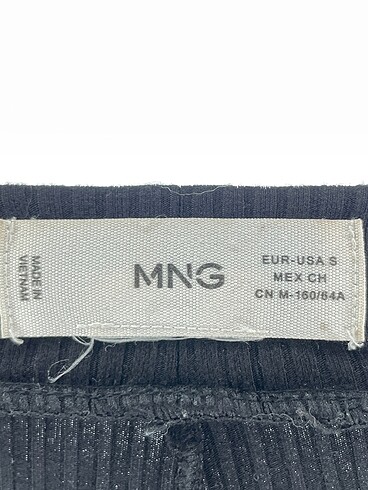 MADE IN
VIETNAM
MNG
EUR-USA S
MEX CH
CN M-160/64A